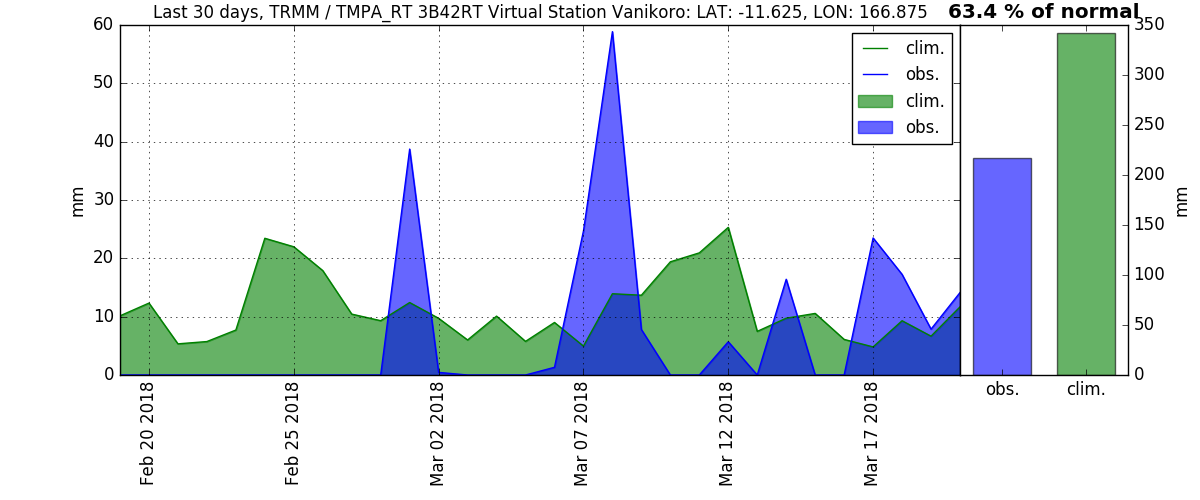 Last 30 days, TRMM / TMPA_RT 3B42RT Virtual Station Vanikoro: LAT: -11.625, LON: 166.875
63.4 % of normal
60
50
40
30
20
10
0
mm
clim.
obs.
clim.
obs.
Feb 20 2018
Feb 25 2018
Mar 02 2018
Mar 07 2018
Mar 12 2018
Mar 17 2018
350
300
250
200
150
100
50
0
mm
obs.
clim.